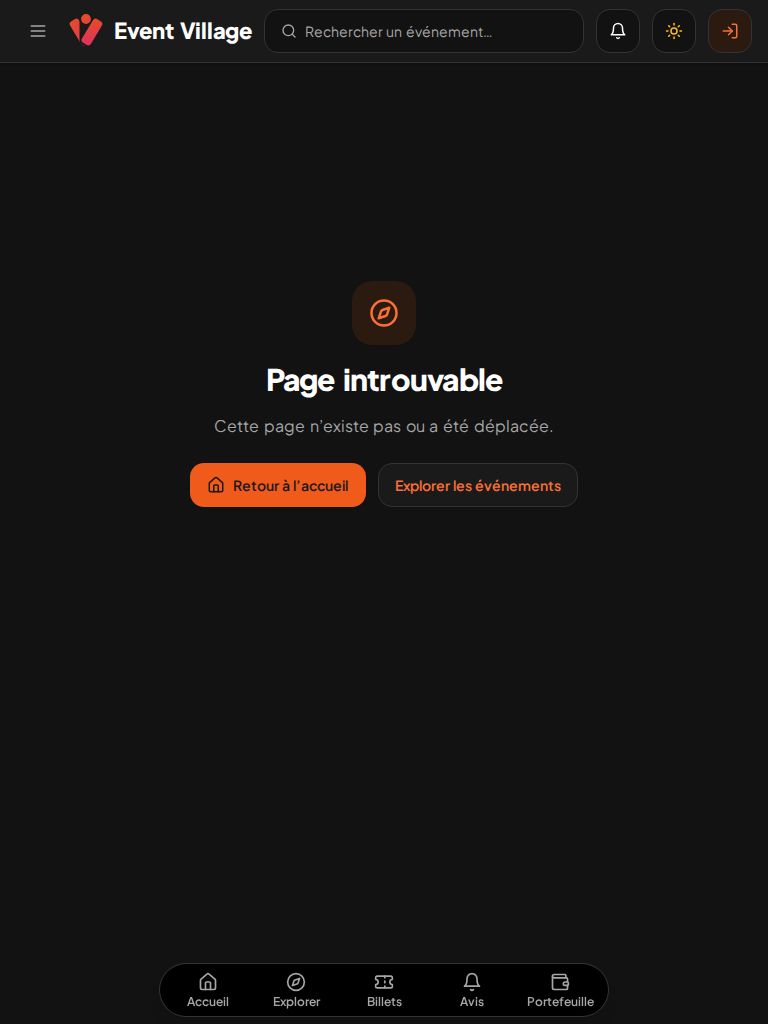 Event Village
Rechercher un événement…
Page introuvable
Cette page n'existe pas ou a été déplacée.
Retour à l'accueil
Explorer les événements
Accueil
Explorer
Billets
Avis
Portefeuille